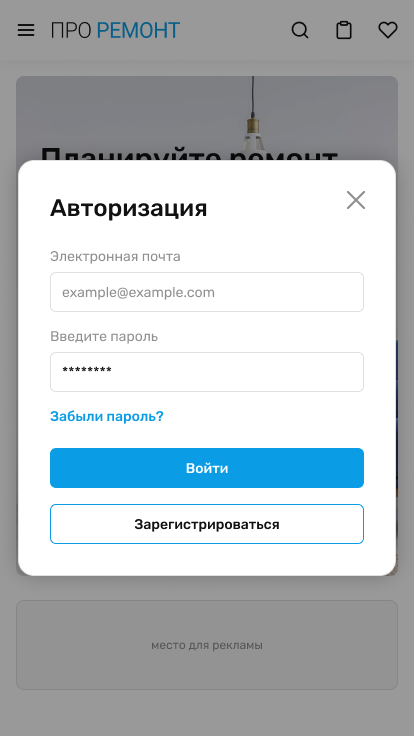 ПРО РЕМОНТ
Планируйте ремонт
Авторизация
Электронная почта
example@example.com
Введите пароль
********
Забыли пароль?
Войти
Зарегистрироваться
место для рекламы